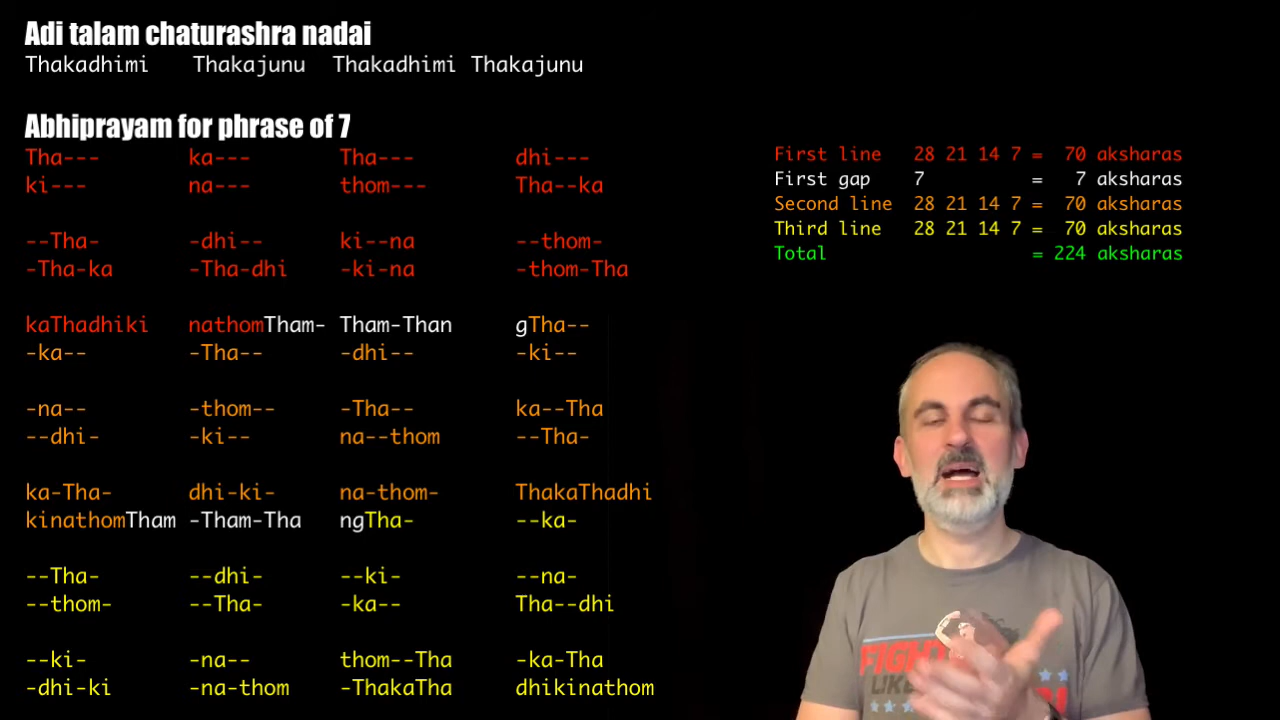 Adi talam chaturashra nadai
Thakadhimi Thakajunu Thakadhimi Thakajunu
Abhiprayam for phrase of 7
Tha--- ka--- Tha--- dhi---
ki--- na--- thom--- Tha--ka
--Tha- -dhi-- ki--na --thom-
-Tha-ka -Tha-dhi -ki-na -thom-Tha
kaThadhiki nathomTham- Tham-Than gTha--
-ka-- -Tha-- -dhi-- -ki--
-na-- -thom-- -Tha-- ka--Tha
--dhi- -ki-- na--thom --Tha-
ka-Tha- dhi-ki- na-thom- ThakaThadhi
kinathomTham -Tham-Tha ngTha- --ka-
--Tha- --dhi- --ki- --na-
--thom- --Tha- -ka-- Tha--dhi
--ki- -na-- thom--Tha -ka-Tha
-dhi-ki -na-thom -ThakaTha dhikinathom
First line 28 21 14 7 = 70 aksharas
First gap 7 = 7 aksharas
Second line 28 21 14 7 = 70 aksharas
Third line 28 21 14 7 = 70 aksharas
Total = 224 aksharas
FIGH
LIK